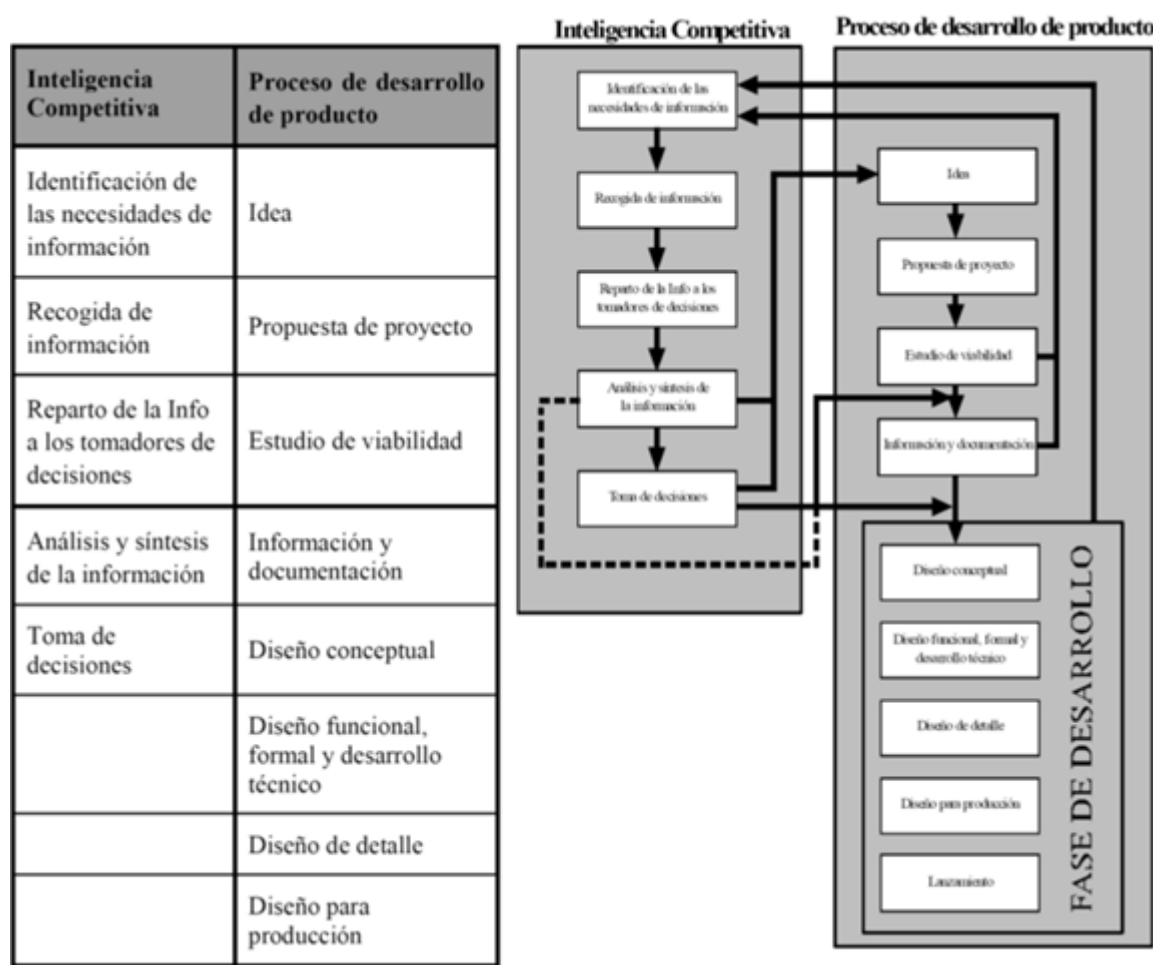 Inteligencia
Competitiva
Proceso de desarrollo
de producto
Identificación de
las necesidades de
información
Idea
Recogida de
información
Propuesta de proyecto
Reparto de la Info
a los tomadores de
decisiones
Estudio de viabilidad
Análisis y síntesis
de la información
Información y
documentación
Toma de
decisiones
Diseño conceptual
Diseño funcional,
formal y desarrollo
técnico
Diseño de detalle
Diseño para
producción
Inteligencia Competitiva
Identificación de las
necesidades de información
Recogida de información
Reparto de la Info a los
tomadores de decisiones
Análisis y síntesis de
la información
Toma de decisiones
Proceso de desarrollo de producto
Idea
Propuesta de proyecto
Estudio de viabilidad
Información y documentación
Diseño conceptual
Diseño funcional, formal y
desarrollo técnico
Diseño de detalle
Diseño para producción
Lanzamiento
FASE DE DESARROLLO